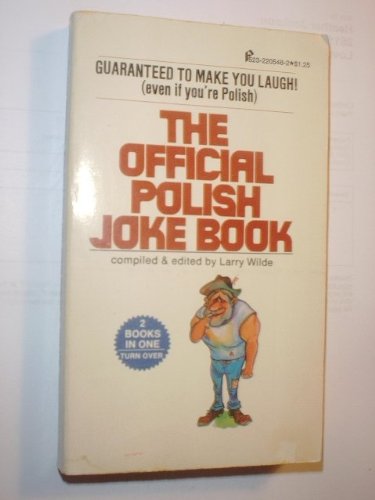 523-220548-2★$1.25
GUARANTEED TO MAKE YOU LAUGH!
(even if you're Polish)
THE
OFFICIAL
POLISH
JOKE BOOK
compiled & edited by Larry Wilde
2
BOOKS
IN ONE
TURN OVER